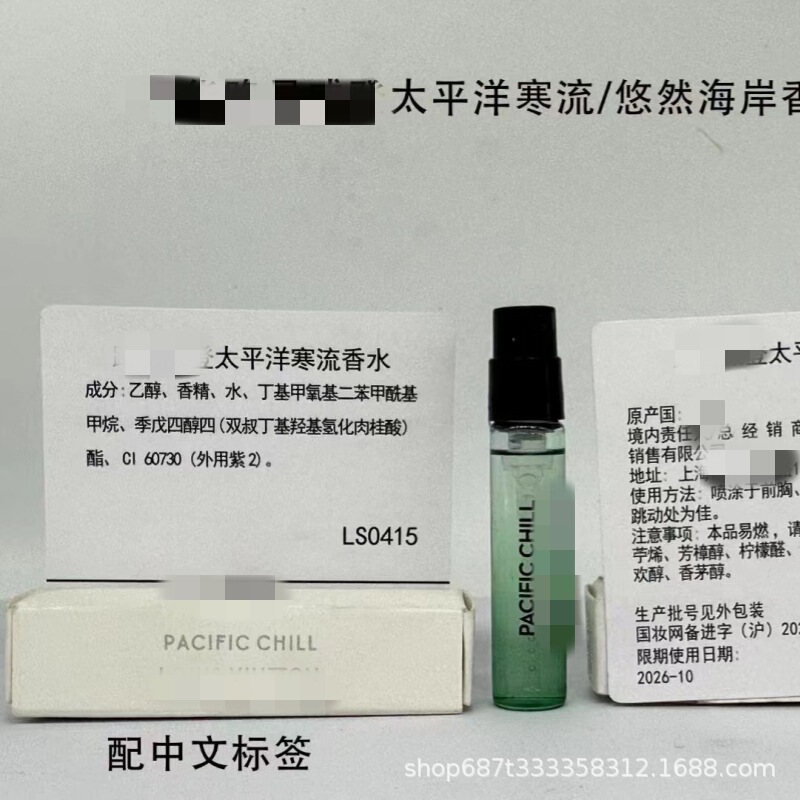 太平洋寒流/悠然海岸香
太平洋寒流香水
成分:乙醇、香精、水、丁基甲氧基二苯甲酰基
甲烷、季戊四醇四(双叔丁基羟基氢化肉桂酸)
酯、CI 60730 (外用紫2)。
LS0415
PACIFIC CHILL
PACIFIC CHILL
太平
原产国:
境内责任 总经销商
销售有限公
地址: 上海
使用方法: 喷涂于前胸、
跳动处为佳。
注意事项: 本品易燃, 请
苧烯、芳樟醇、柠檬醛、
欢醇、香茅醇。
生产批号见外包装
国妆网备进字(沪)202
限期使用日期:
2026-10
配中文标签
shop687t333358312.1688.com